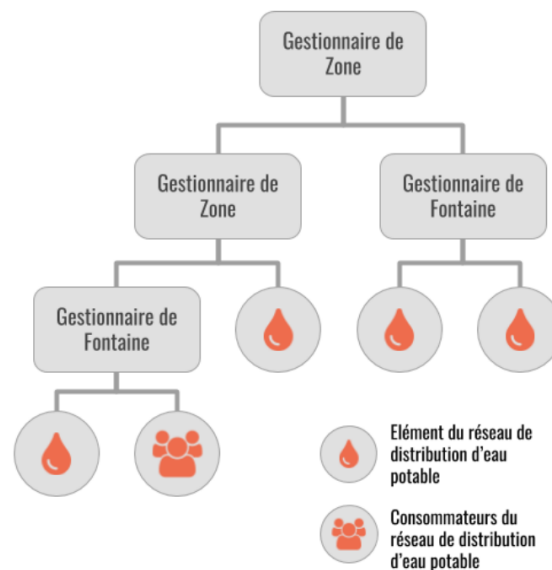 Gestionnaire de
Zone
Gestionnaire de
Zone
Gestionnaire de
Fontaine
Gestionnaire de
Fontaine
Elément du réseau de
distribution d'eau
potable
Consommateurs du
réseau de distribution
d'eau potable